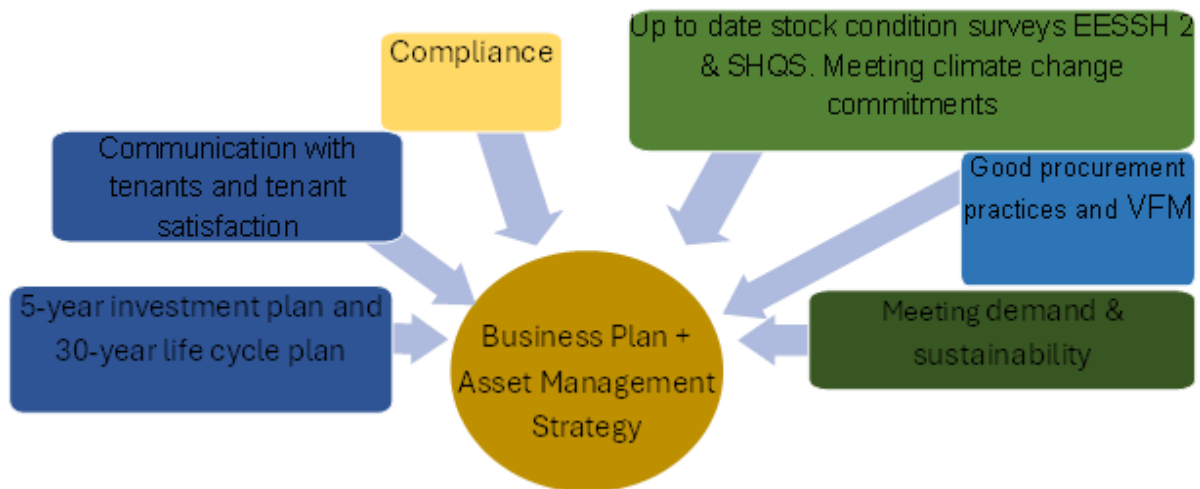 Compliance
Up to date stock condition surveys EESSH 2
& SHQS. Meeting climate change
commitments
Communication with
tenants and tenant
satisfaction
Good procurement
practices and VFM
5-year investment plan and
30-year life cycle plan
Meeting demand &
sustainability
Business Plan +
Asset Management
Strategy